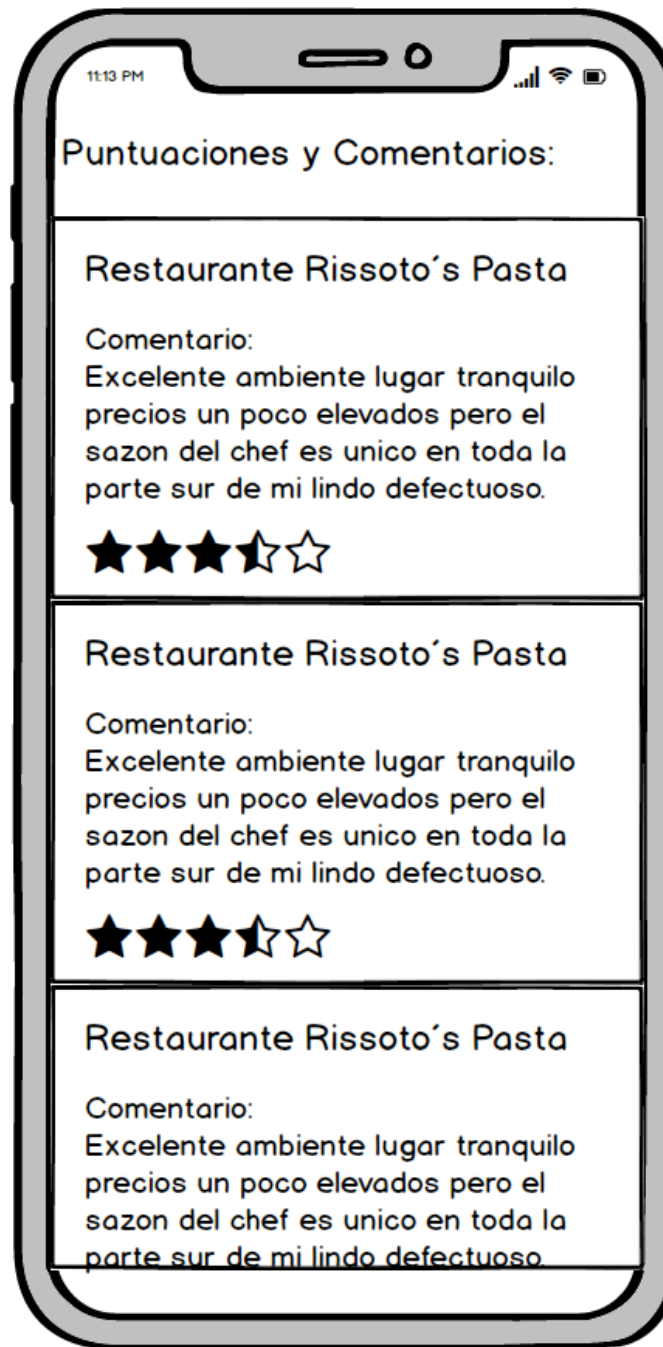 11:13 PM
Puntuaciones y Comentarios:
Restaurante Rissoto´s Pasta
Comentario:
Excelente ambiente lugar tranquilo
precios un poco elevados pero el
sazon del chef es unico en toda la
parte sur de mi lindo defectuoso.
Restaurante Rissoto´s Pasta
Comentario:
Excelente ambiente lugar tranquilo
precios un poco elevados pero el
sazon del chef es unico en toda la
parte sur de mi lindo defectuoso.
Restaurante Rissoto´s Pasta
Comentario:
Excelente ambiente lugar tranquilo
precios un poco elevados pero el
sazon del chef es unico en toda la
parte sur de mi lindo defectuoso.